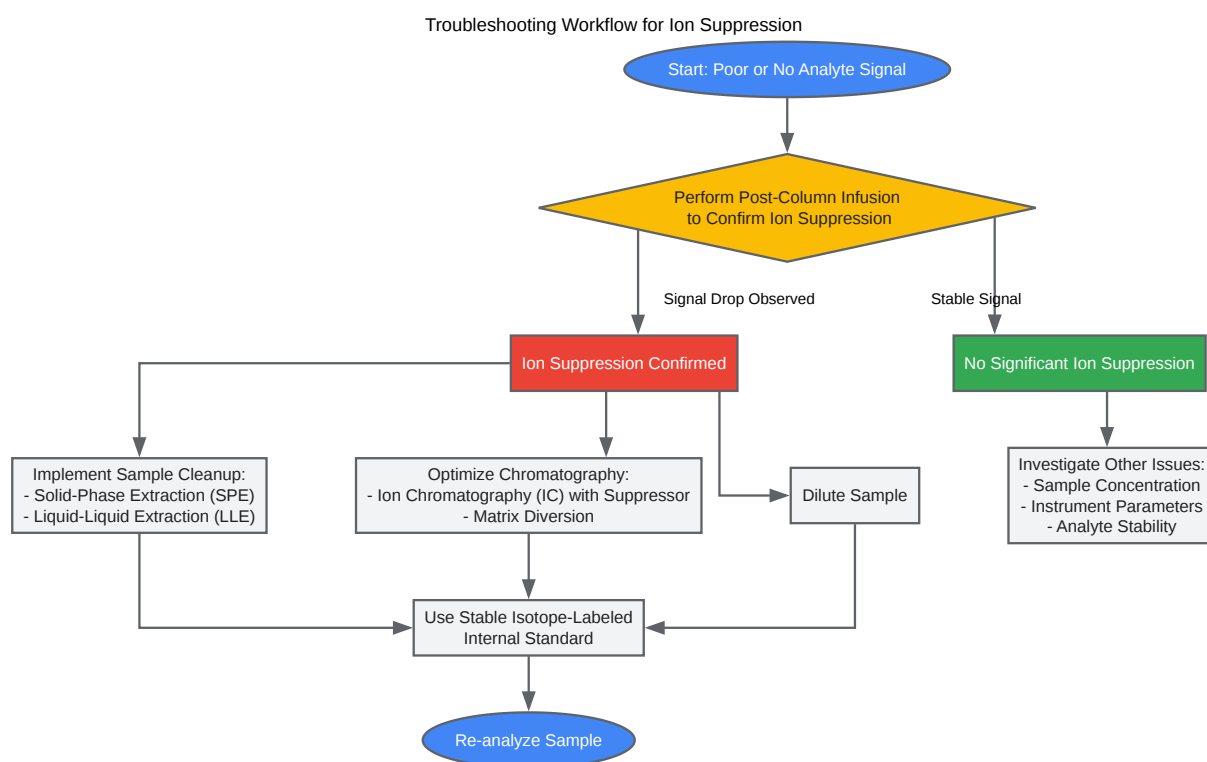 Troubleshooting Workflow for Ion Suppression
Start: Poor or No Analyte Signal
Perform Post-Column Infusion
to Confirm Ion Suppression
Signal Drop Observed
Stable Signal
Ion Suppression Confirmed
No Significant Ion Suppression
Implement Sample Cleanup:
- Solid-Phase Extraction (SPE)
- Liquid-Liquid Extraction (LLE)
Optimize Chromatography:
- Ion Chromatography (IC) with Suppressor
- Matrix Diversion
Dilute Sample
Investigate Other Issues:
- Sample Concentration
- Instrument Parameters
- Analyte Stability
Use Stable Isotope-Labeled
Internal Standard
Re-analyze Sample